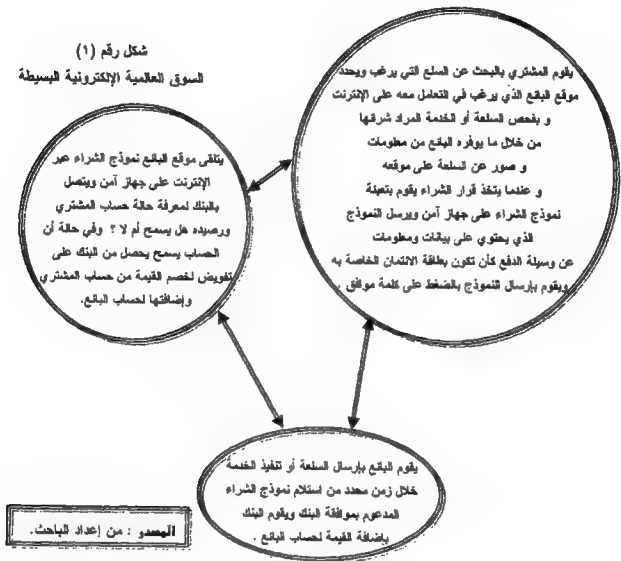 شكل رقم (١)
السوق العالمية الإلكترونية البسيطة
يقوم المشتري بالبحث عن السلع التي يرغب ويحدد
موقع البائع الذي يرغب في التعامل معه على الإنترنت
و بفحص السلعة أو الخدمة المراد شرائها
من خلال ما يوفره البائع من معلومات
و صور عن السلعة على موقعه
و عندما يتخذ قرار الشراء يقوم بتعبئة
نموذج الشراء على جهاز آمن ويرسل النموذج
الذي يحتوي على بيانات ومعلومات
عن وسيلة الدفع كأن تكون بطاقة الائتمان الخاصة به
ويقوم بإرسال النموذج بالضغط على كلمة موافق .
يتلقى موقع البائع نموذج الشراء عبر
الإنترنت على جهاز آمن ويتصل
بالبنك لمعرفة حالة حساب المشتري
ورصيده هل يسمح أم لا ؟ وفي حالة أن
الحساب يسمح يحصل من البنك على
تفويض لخصم القيمة من حساب المشتري
وإضافتها لحساب البائع.
يقوم البائع بإرسال السلعة أو تنفيذ الخدمة
خلال زمن محدد من استلام نموذج الشراء
المدعوم بموافقة البنك ويقوم البنك
بإضافة القيمة لحساب البائع .
المصدر : من إعداد الباحث.